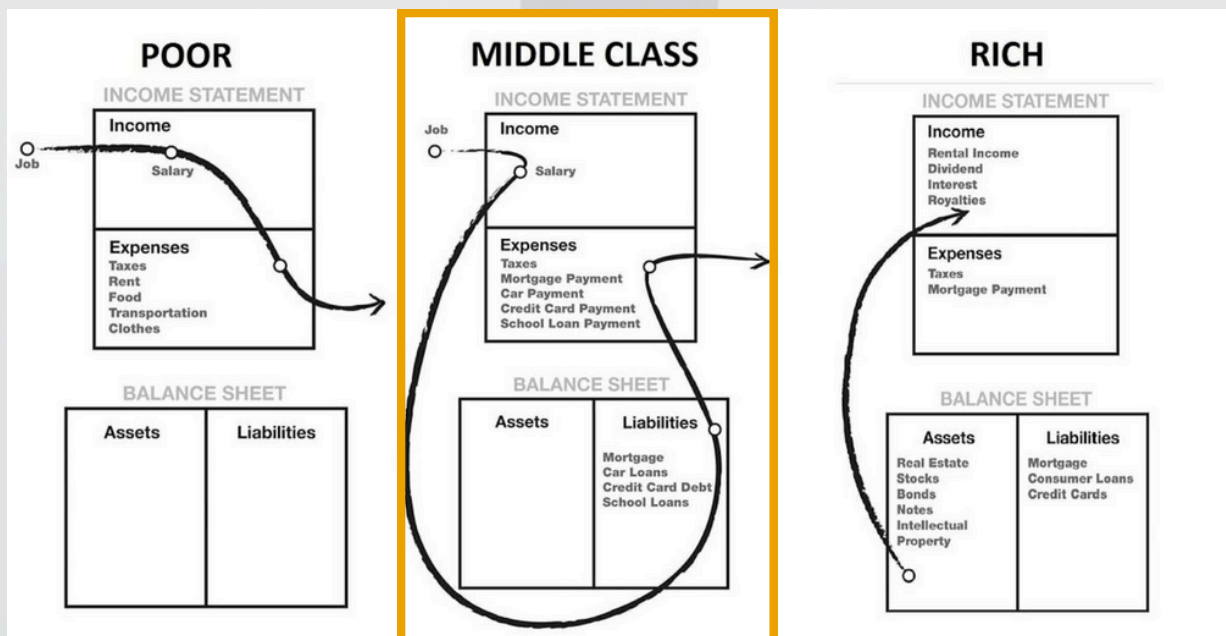 POOR
INCOME STATEMENT
Income
Job
Salary
Expenses
Taxes
Rent
Food
Transportation
Clothes
BALANCE SHEET
Assets
Liabilities
MIDDLE CLASS
INCOME STATEMENT
Income
Job
Salary
Expenses
Taxes
Mortgage Payment
Car Payment
Credit Card Payment
School Loan Payment
BALANCE SHEET
Assets
Liabilities
Mortgage
Car Loans
Credit Card Debt
School Loans
RICH
INCOME STATEMENT
Income
Rental Income
Dividend
Interest
Royalties
Expenses
Taxes
Mortgage Payment
BALANCE SHEET
Assets
Real Estate
Stocks
Bonds
Notes
Intellectual
Property
Liabilities
Mortgage
Consumer Loans
Credit Cards